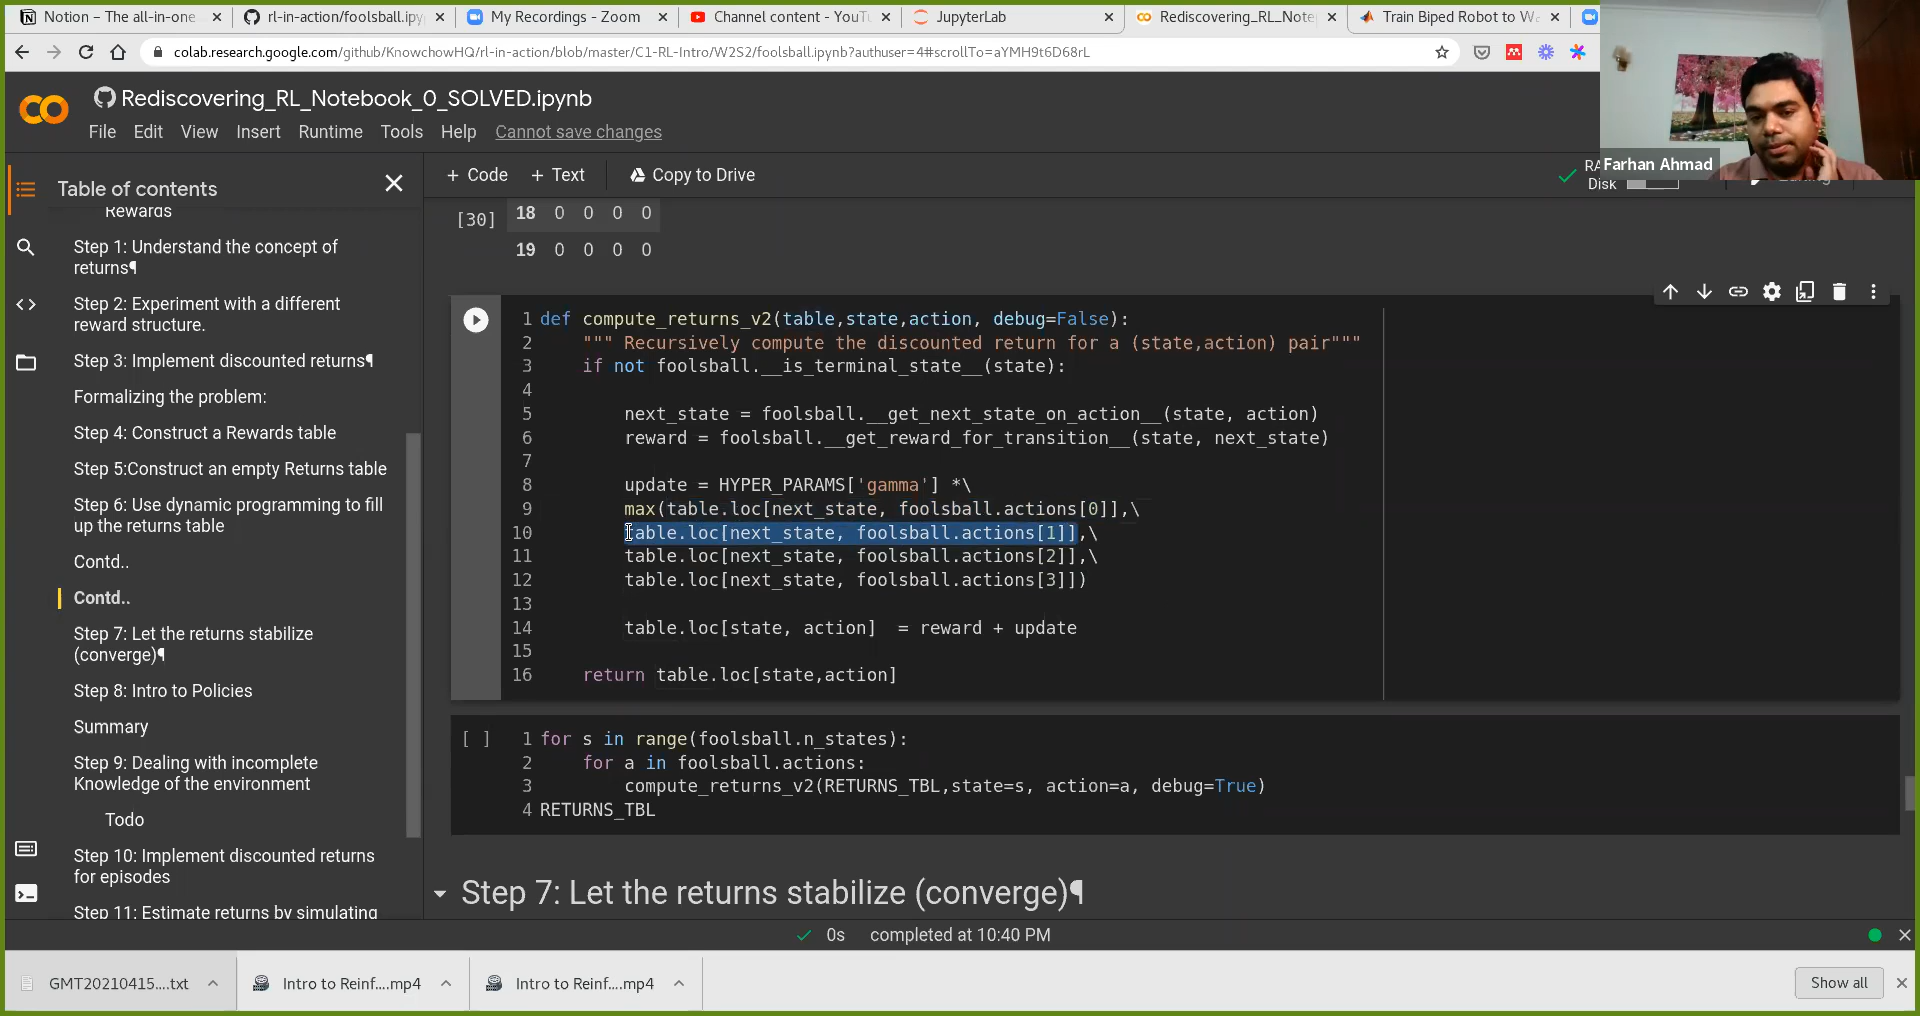 Notion – The all-in-one
rl-in-action/foolsball.ipy
My Recordings - Zoom
Channel content - YouTu
JupyterLab
Rediscovering_RL_Note
Train Biped Robot to Wa
colab.research.google.com/github/KnowchowHQ/rl-in-action/blob/master/C1-RL-Intro/W2S2/foolsball.ipynb?authuser=4#scrollTo=aYMH9t6D68rL
Rediscovering_RL_Notebook_0_SOLVED.ipynb
File Edit View Insert Runtime Tools Help Cannot save changes
Farhan Ahmad
Table of contents
+ Code + Text Copy to Drive
RA
Disk
Rewards
Step 1: Understand the concept of
returns¶
Step 2: Experiment with a different
reward structure.
Step 3: Implement discounted returns¶
Formalizing the problem:
Step 4: Construct a Rewards table
Step 5:Construct an empty Returns table
Step 6: Use dynamic programming to fill
up the returns table
Contd..
Contd..
Step 7: Let the returns stabilize
(converge)¶
Step 8: Intro to Policies
Summary
Step 9: Dealing with incomplete
Knowledge of the environment
Todo
Step 10: Implement discounted returns
for episodes
Step 11: Estimate returns by simulating
[30] 18 0 0 0 0
19 0 0 0 0
1 def compute_returns_v2(table,state,action, debug=False):
2 """ Recursively compute the discounted return for a (state,action) pair"""
3 if not foolsball.__is_terminal_state__(state):
4
5 next_state = foolsball.__get_next_state_on_action__(state, action)
6 reward = foolsball.__get_reward_for_transition__(state, next_state)
7
8 update = HYPER_PARAMS['gamma'] *\
9 max(table.loc[next_state, foolsball.actions[0]],\
10 table.loc[next_state, foolsball.actions[1]],\
11 table.loc[next_state, foolsball.actions[2]],\
12 table.loc[next_state, foolsball.actions[3]])
13
14 table.loc[state, action] = reward + update
15
16 return table.loc[state,action]
[ ] 1 for s in range(foolsball.n_states):
2 for a in foolsball.actions:
3 compute_returns_v2(RETURNS_TBL,state=s, action=a, debug=True)
4 RETURNS_TBL
Step 7: Let the returns stabilize (converge)¶
0s completed at 10:40 PM
GMT20210415....txt
Intro to Reinf....mp4
Intro to Reinf....mp4
Show all